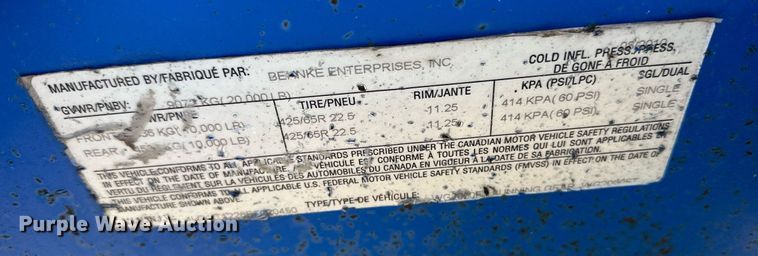 MANUFACTURED BY/FABRIQUÉ PAR: BEHNKE ENTERPRISES, INC.
GVWR/PNBV: 9072 KG( 20,000 LB)
TIRE/PNEU RIM/JANTE COLD INFL. PRESS./PRESS. DE GONF A FROID
KPA (PSI/LPC) SGL/DUAL
FRONT KG( 10,000 LB) 425/65R 22.5 11.25 414 KPA( 60 PSI) SINGLE
REAR KG( 10,000 LB) 425/65R 22.5 11.25 414 KPA( 60 PSI) SINGLE
THIS VEHICLE CONFORMS TO ALL APPLICABLE STANDARDS PRESCRIBED UNDER THE CANADIAN MOTOR VEHICLE SAFETY REGULATIONS
IN EFFECT ON THE DATE OF MANUFACTURE / VÉHICULE EST CONFORME À TOUTES LES NORMES QUI LUI SONT APPLICABLES EN
VERTU DU RÈGLEMENT SUR LA SÉCURITÉ DES VÉHICULES AUTOMOBILES DU CANADA EN VIGUEUR À LA DATE DE SA FABRICATION.
THIS VEHICLE CONFORMS TO ALL APPLICABLE U.S. FEDERAL MOTOR VEHICLE SAFETY STANDARDS (FMVSS) IN EFFECT ON THE DATE OF
MANUFACTURE SHOWN ABOVE.
TYPE/TYPE DE VÉHICULE: RUNNING GEAR
Purple Wave Auction